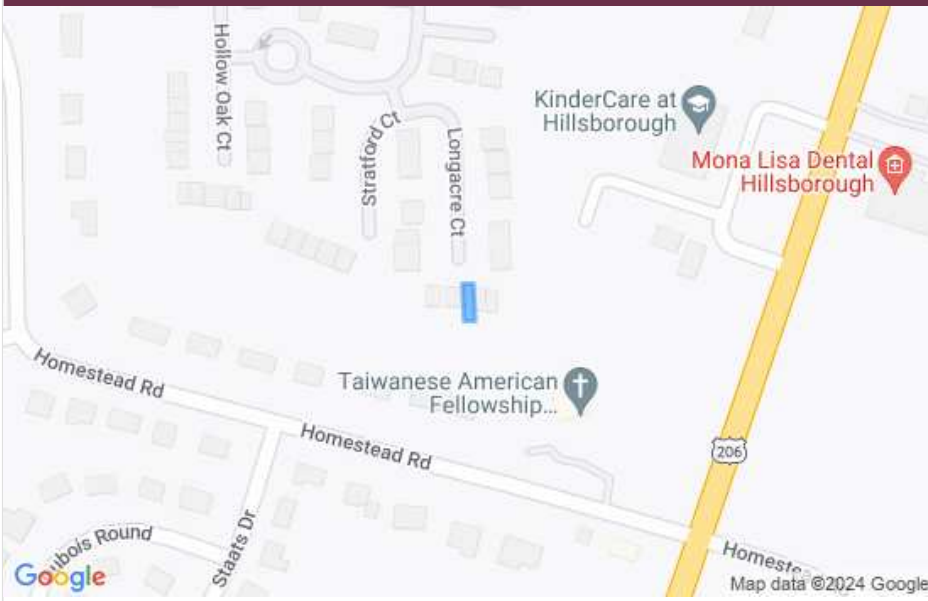 Hollow Oak Ct
Stratford Ct
Longacre Ct
KinderCare at
Hillsborough
Mona Lisa Dental
Hillsborough
Homestead Rd
Taiwanese American
Fellowship...
Homestead Rd
206
Staats Dr
Round
Google
Map data ©2024 Google